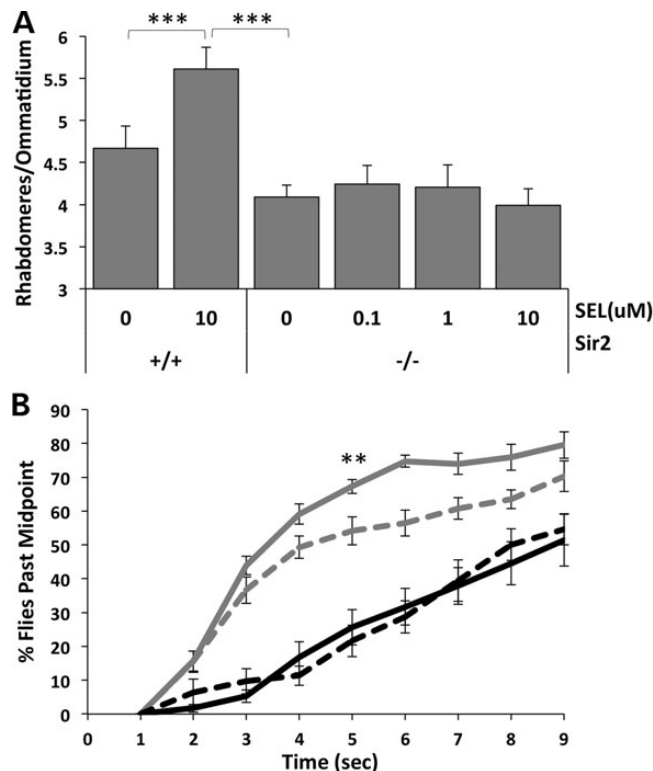 A
*** ***
6
5.5
5
4.5
4
3.5
3
Rhabdomeres/Ommatidium
0 10 0 0.1 1 10 SEL(uM)
+/+ -/- Sir2
B
90
80
70
60
50
40
30
20
10
0
% Flies Past Midpoint
**
0 1 2 3 4 5 6 7 8 9
Time (sec)